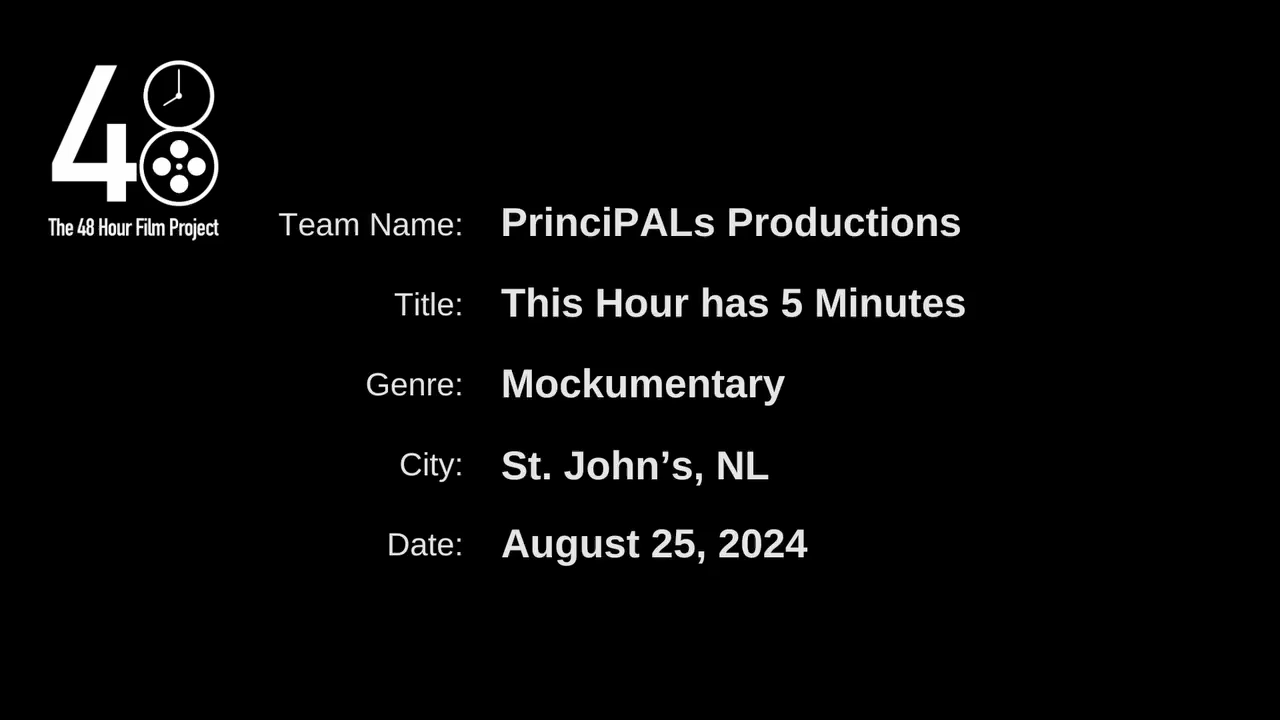 48
The 48 Hour Film Project
Team Name: PrinciPALs Productions
Title: This Hour has 5 Minutes
Genre: Mockumentary
City: St. John’s, NL
Date: August 25, 2024